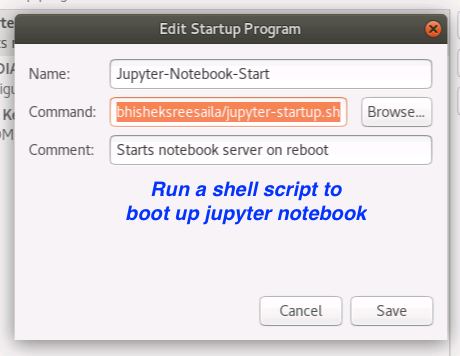 Edit Startup Program
Name: Jupyter-Notebook-Start
Command: bhisheksreesaila/jupyter-startup.sh Browse...
Comment: Starts notebook server on reboot
Run a shell script to
boot up jupyter notebook
Cancel Save